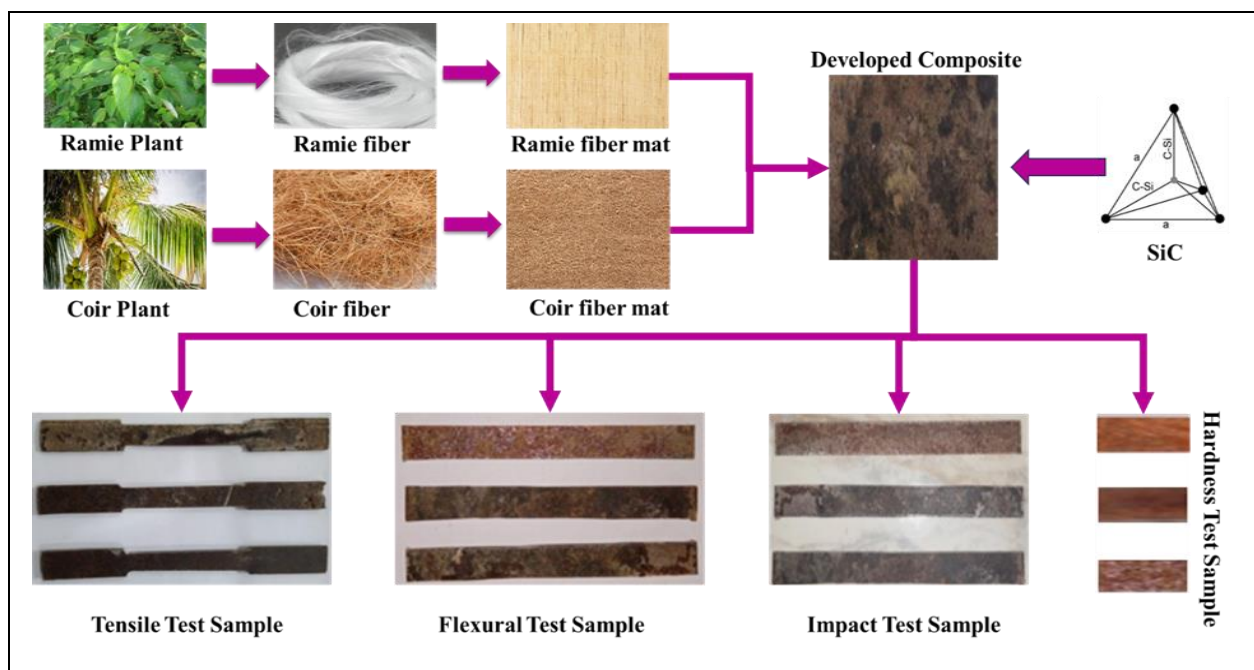 Developed Composite
Ramie Plant
Ramie fiber
Ramie fiber mat
C-Si
a
C-Si
a
SiC
Coir Plant
Coir fiber
Coir fiber mat
Hardness Test Sample
Tensile Test Sample
Flexural Test Sample
Impact Test Sample